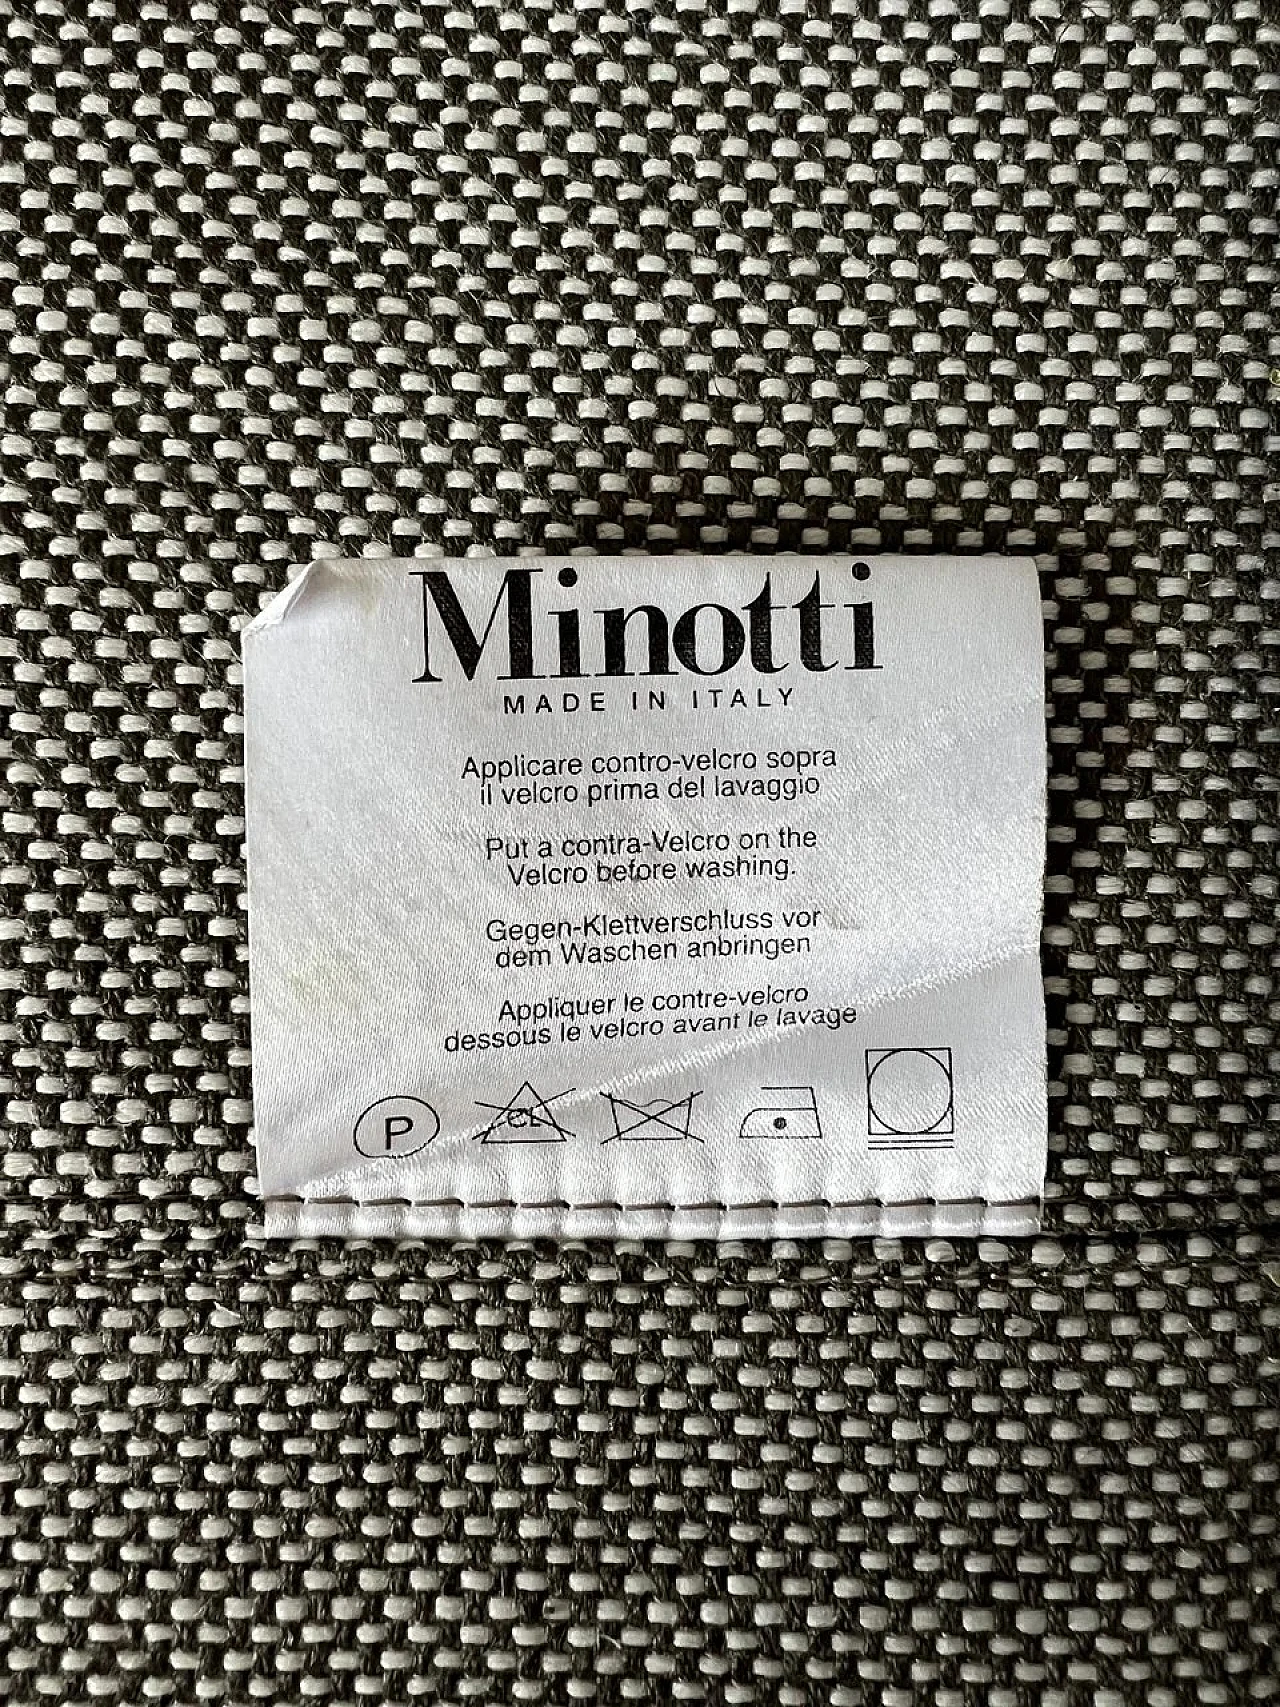 Minotti
MADE IN ITALY
Applicare contro-velcro sopra
il velcro prima del lavaggio
Put a contra-Velcro on the
Velcro before washing.
Gegen-Klettverschluss vor
dem Waschen anbringen
Appliquer le contre-velcro
dessous le velcro avant le lavage
P CL